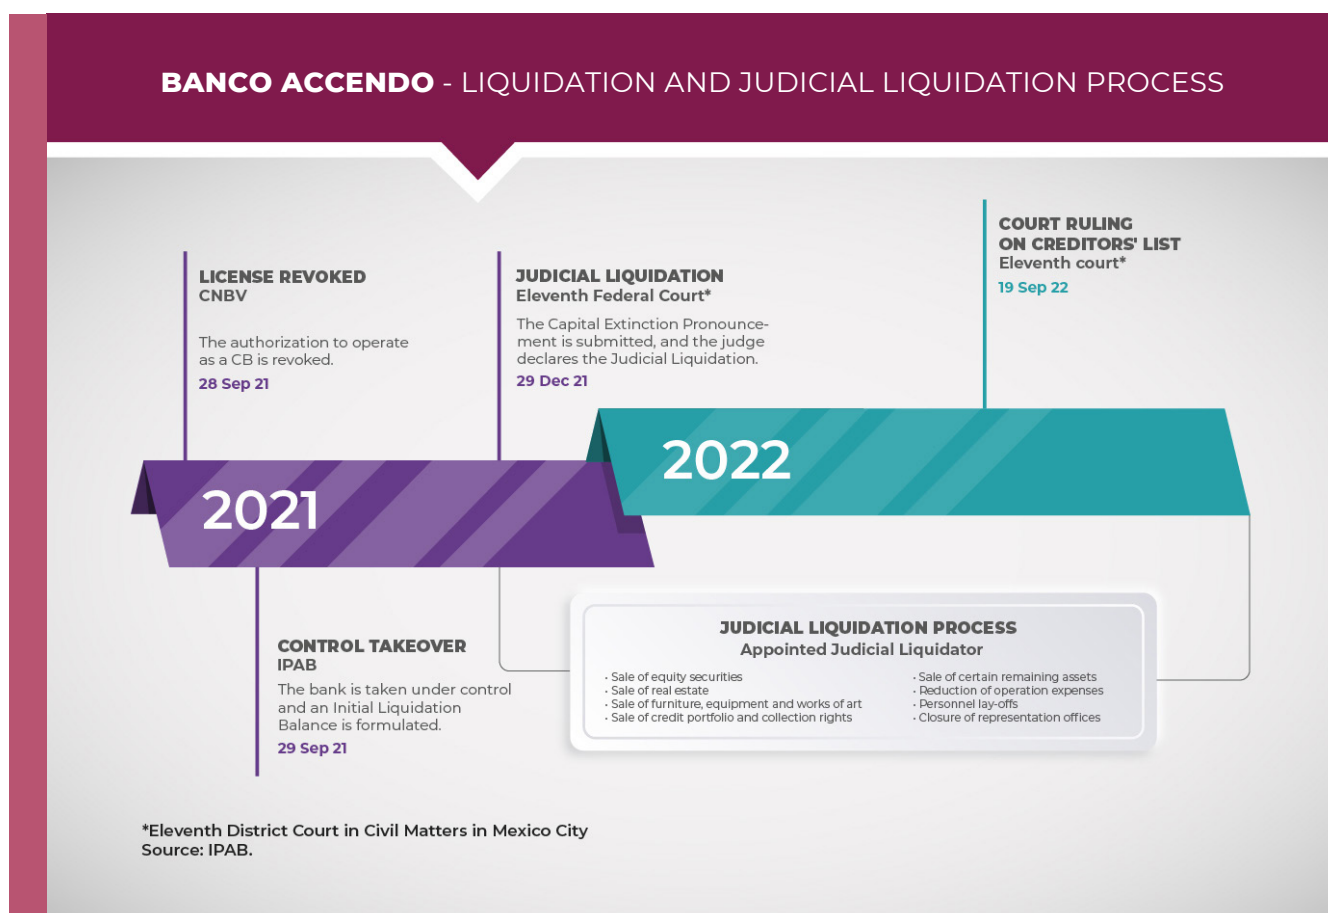 BANCO ACCENDO - LIQUIDATION AND JUDICIAL LIQUIDATION PROCESS
LICENSE REVOKED
CNBV
The authorization to operate
as a CB is revoked.
28 Sep 21
JUDICIAL LIQUIDATION
Eleventh Federal Court*
The Capital Extinction Pronounce-
ment is submitted, and the judge
declares the Judicial Liquidation.
29 Dec 21
COURT RULING
ON CREDITORS' LIST
Eleventh court*
19 Sep 22
2021
2022
CONTROL TAKEOVER
IPAB
The bank is taken under control
and an Initial Liquidation
Balance is formulated.
29 Sep 21
JUDICIAL LIQUIDATION PROCESS
Appointed Judicial Liquidator
· Sale of equity securities
· Sale of real estate
· Sale of furniture, equipment and works of art
· Sale of credit portfolio and collection rights
· Sale of certain remaining assets
· Reduction of operation expenses
· Personnel lay-offs
· Closure of representation offices
*Eleventh District Court in Civil Matters in Mexico City
Source: IPAB.